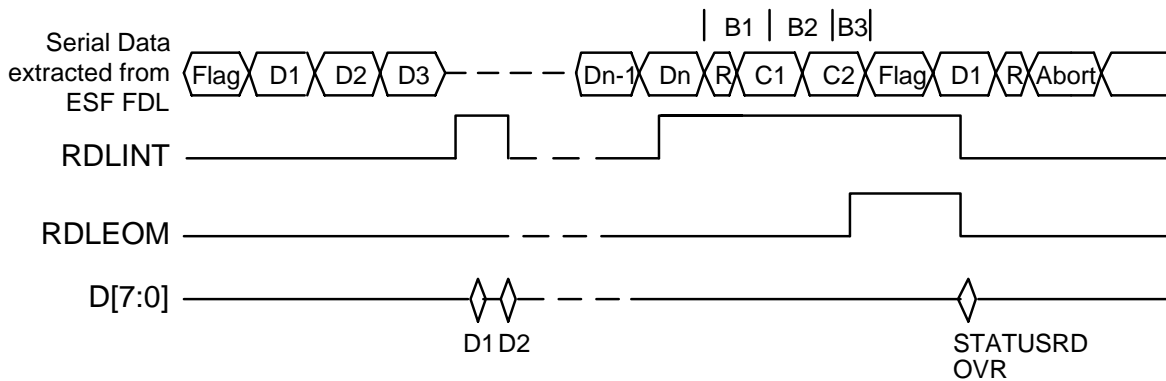 B1 B2 B3
Serial Data
extracted from
ESF FDL
Flag D1 D2 D3 Dn-1 Dn R C1 C2 Flag D1 R Abort
RDLINT
RDLEOM
D[7:0]
D1 D2
STATUSRD
OVR